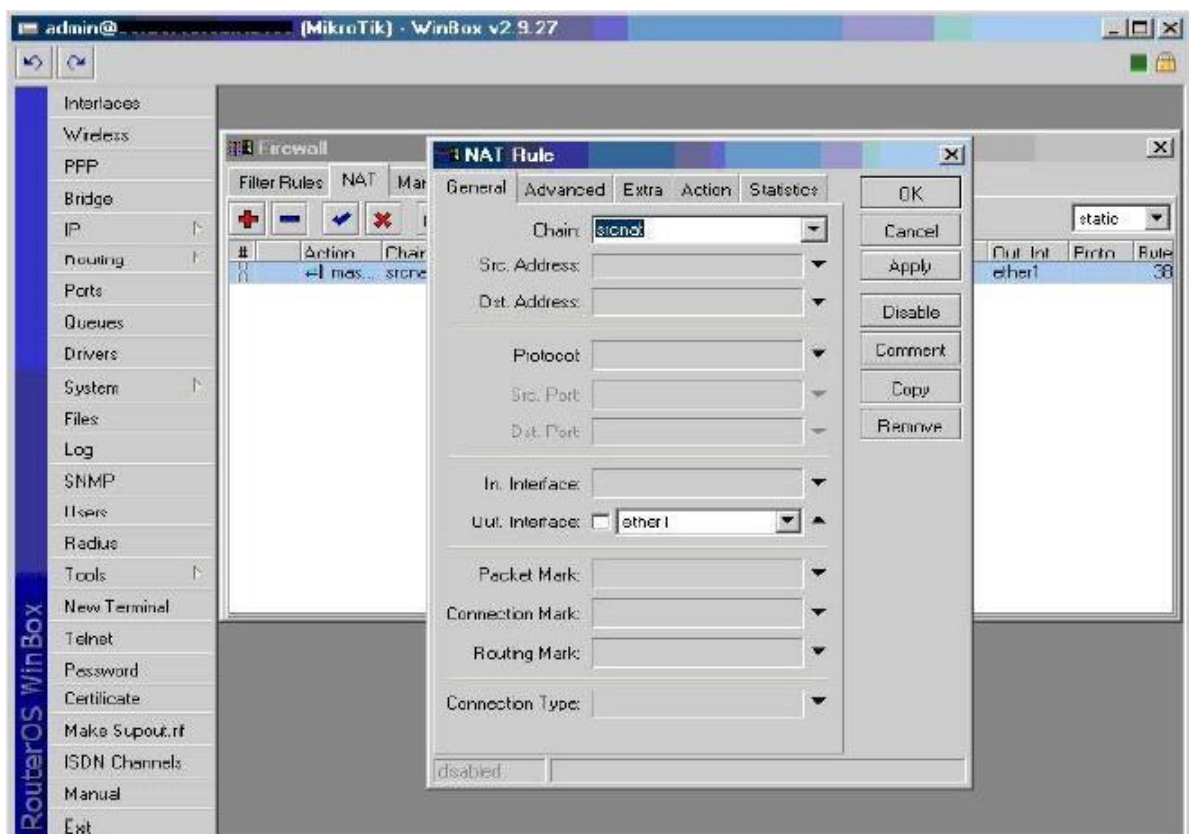 admin@ (MikroTik) - WinBox v2.9.27
Interfaces
Wireless
PPP
Bridge
IP
Routing
Ports
Queues
Drivers
System
Files
Log
SNMP
Users
Radius
Tools
New Terminal
Telnet
Password
Certificate
Make Supout.rif
ISDN Channels
Manual
Exit
RouterOS WinBox
Firewall
Filter Rules NAT Mar
static
# Action Chair Out. Int Proto Byte
mas... srcna ether1 38
NAT Rule
General Advanced Extra Action Statistics
Chain: srcnat
Src. Address:
Dst. Address:
Protocol:
Src. Port:
Dst. Port:
In. Interface:
Out. Interface: ether1
Packet Mark:
Connection Mark:
Routing Mark:
Connection Type:
OK
Cancel
Apply
Disable
Comment
Copy
Remove
disabled